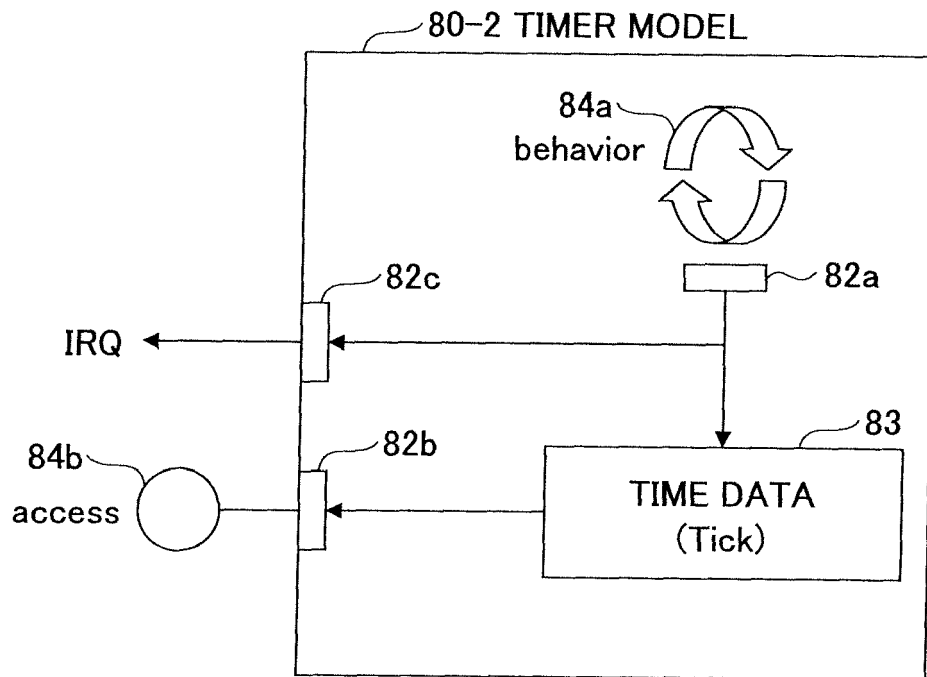 80-2 TIMER MODEL
84a
behavior
82c
82a
IRQ
83
82b
84b
TIME DATA
access
(Tick)